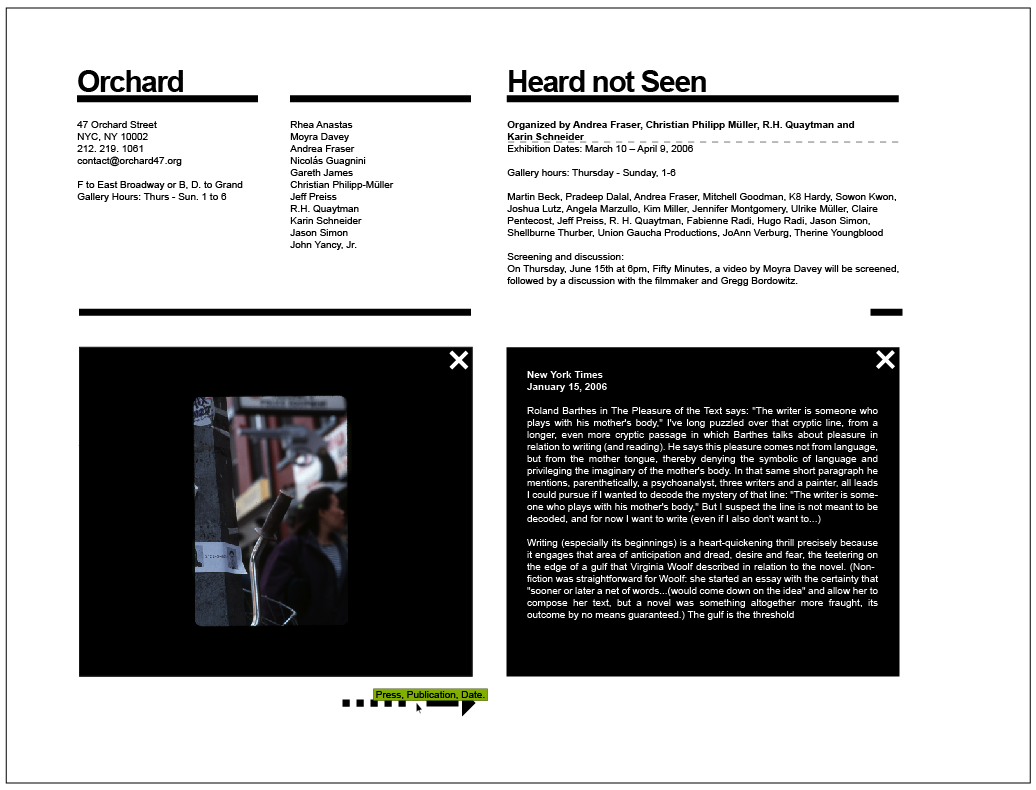 Orchard
47 Orchard Street
NYC, NY 10002
212. 219. 1061
contact@orchard47.org
F to East Broadway or B, D. to Grand
Gallery Hours: Thurs - Sun. 1 to 6
Rhea Anastas
Moyra Davey
Andrea Fraser
Nicolás Guagnini
Gareth James
Christian Philipp-Müller
Jeff Preiss
R.H. Quaytman
Karin Schneider
Jason Simon
John Yancy, Jr.
Heard not Seen
Organized by Andrea Fraser, Christian Philipp Müller, R.H. Quaytman and
Karin Schneider
Exhibition Dates: March 10 – April 9, 2006
Gallery hours: Thursday - Sunday, 1-6
Martin Beck, Pradeep Dalal, Andrea Fraser, Mitchell Goodman, K8 Hardy, Sowon Kwon,
Joshua Lutz, Angela Marzullo, Kim Miller, Jennifer Montgomery, Ulrike Müller, Claire
Pentecost, Jeff Preiss, R. H. Quaytman, Fabienne Radi, Hugo Radi, Jason Simon,
Shellburne Thurber, Union Gaucha Productions, JoAnn Verburg, Therine Youngblood
Screening and discussion:
On Thursday, June 15th at 6pm, Fifty Minutes, a video by Moyra Davey will be screened,
followed by a discussion with the filmmaker and Gregg Bordowitz.
New York Times
January 15, 2006
Roland Barthes in The Pleasure of the Text says: "The writer is someone who
plays with his mother's body," I've long puzzled over that cryptic line, from a
longer, even more cryptic passage in which Barthes talks about pleasure in
relation to writing (and reading). He says this pleasure comes not from language,
but from the mother tongue, thereby denying the symbolic of language and
privileging the imaginary of the mother's body. In that same short paragraph he
mentions, parenthetically, a psychoanalyst, three writers and a painter, all leads
I could pursue if I wanted to decode the mystery of that line: "The writer is some-
one who plays with his mother's body," But I suspect the line is not meant to be
decoded, and for now I want to write (even if I also don't want to...)
Writing (especially its beginnings) is a heart-quickening thrill precisely because
it engages that area of anticipation and dread, desire and fear, the teetering on
the edge of a gulf that Virginia Woolf described in relation to the novel. (Non-
fiction was straightforward for Woolf: she started an essay with the certainty that
"sooner or later a net of words...(would come down on the idea" and allow her to
compose her text, but a novel was something altogether more fraught, its
outcome by no means guaranteed.) The gulf is the threshold
Press, Publication, Date.